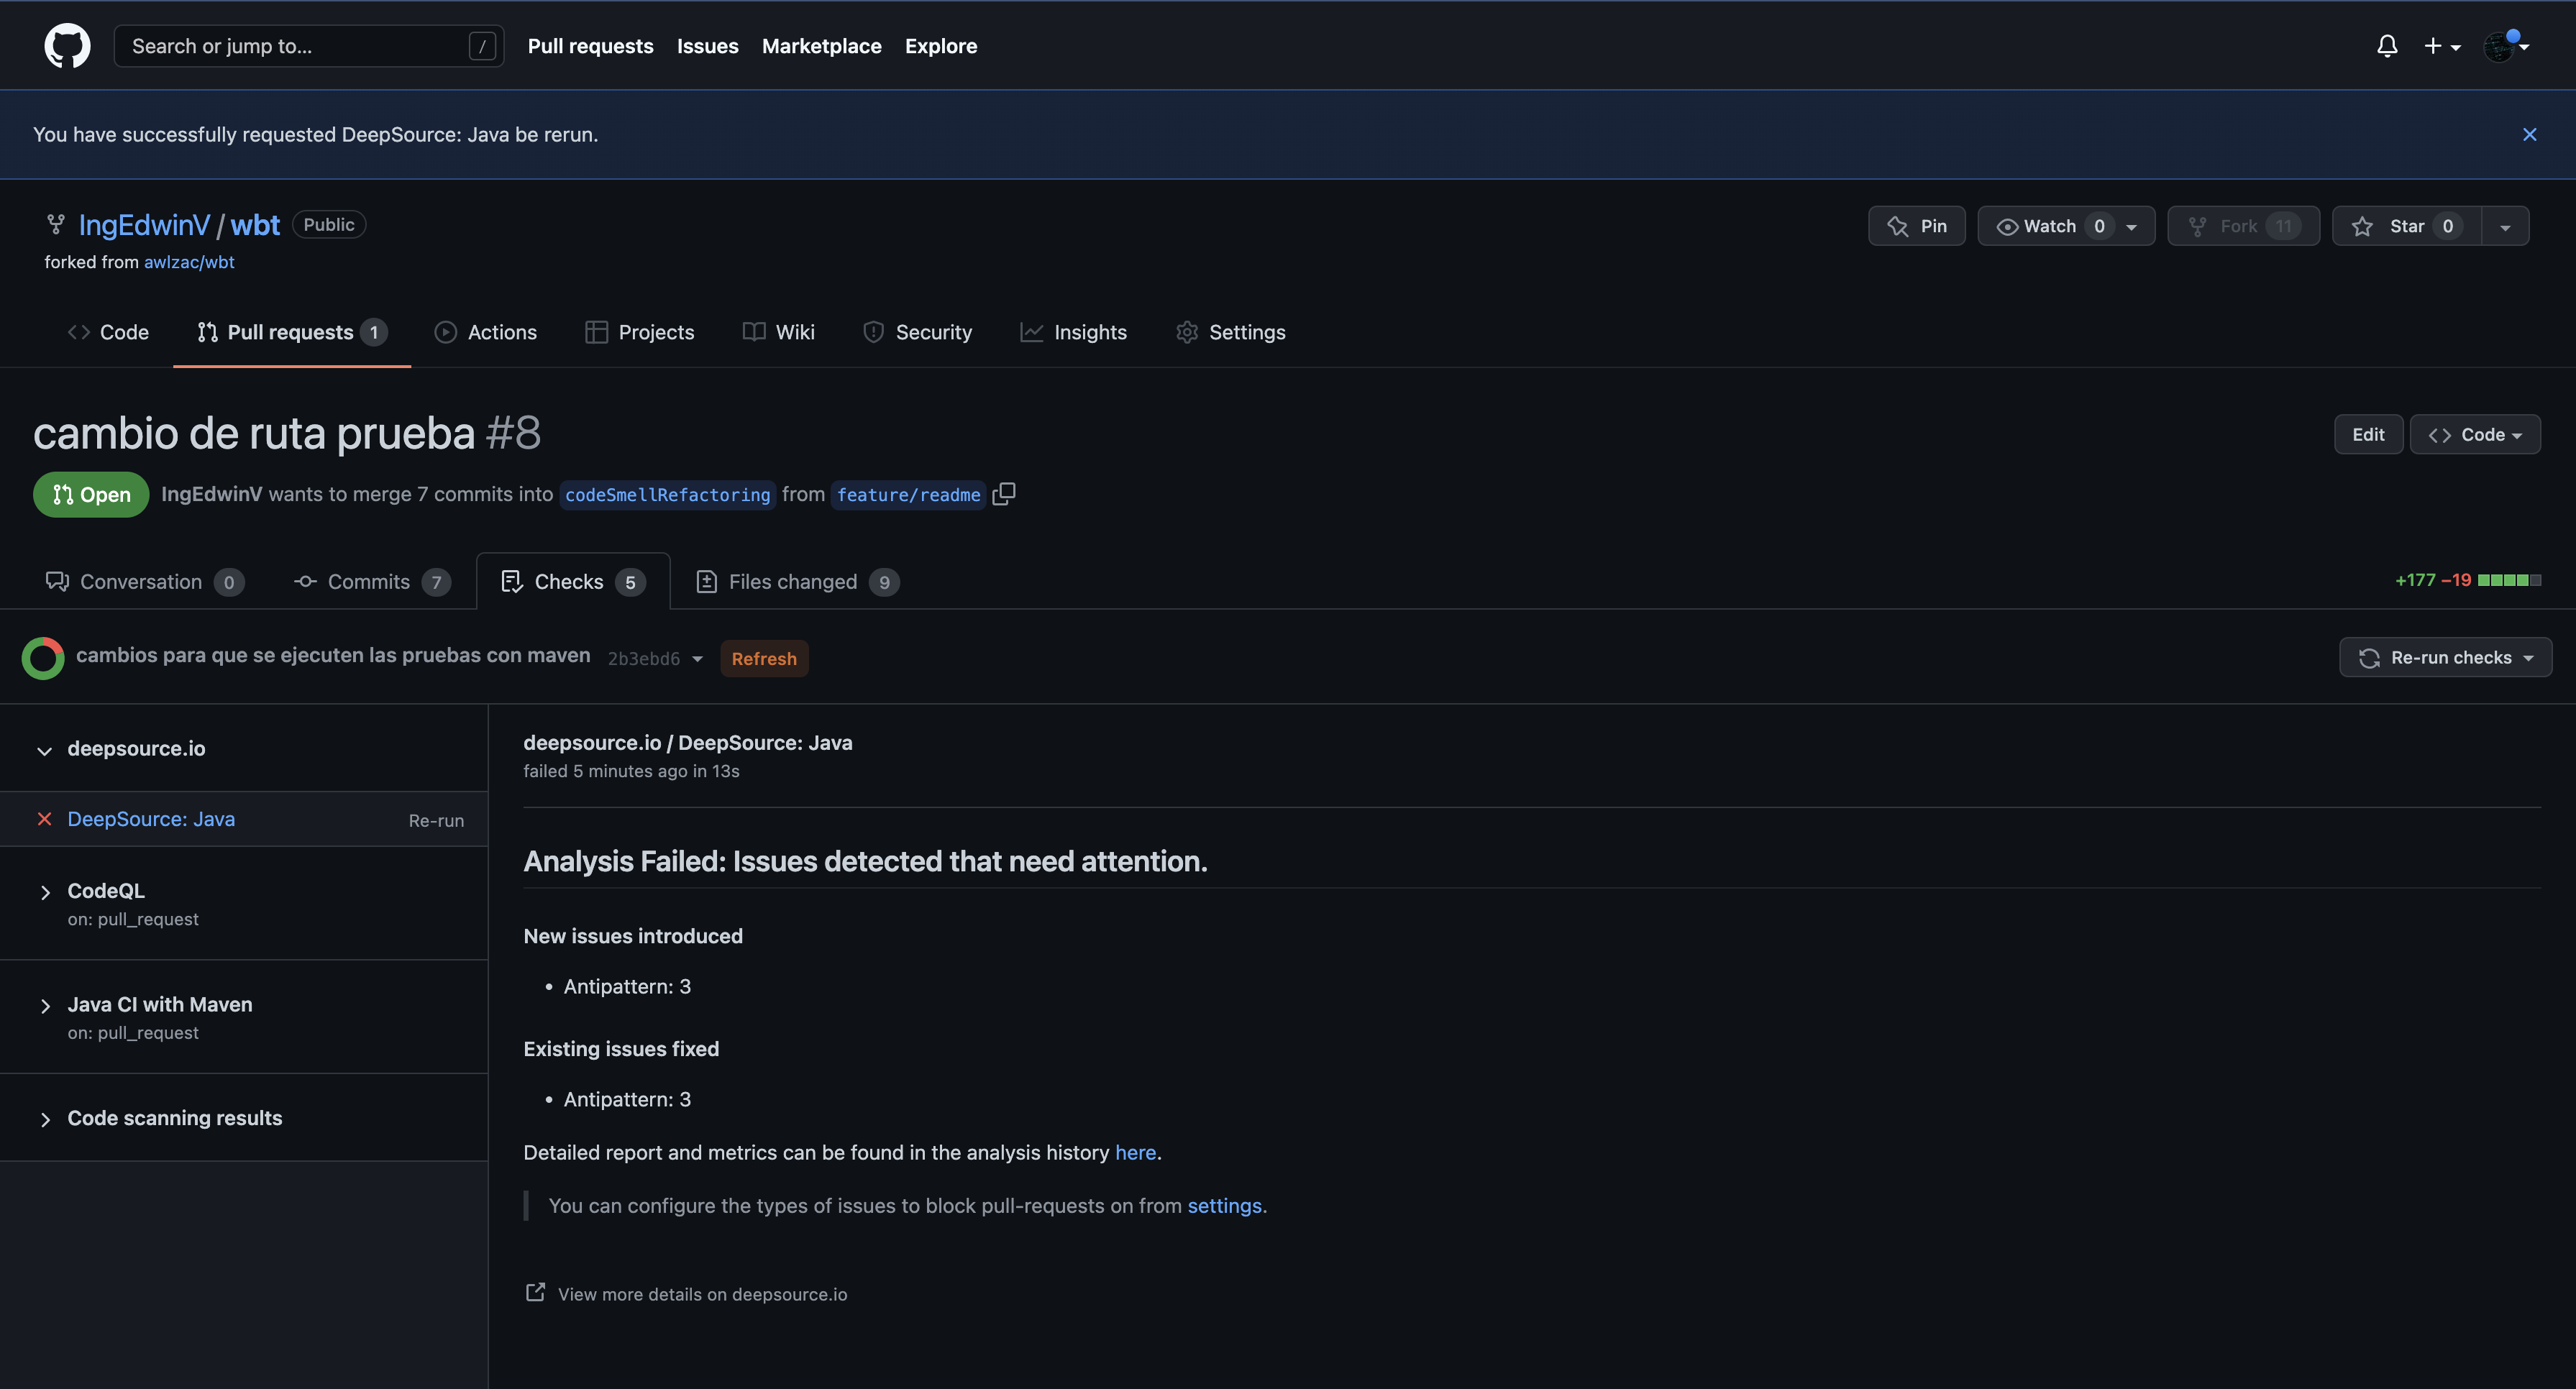 Search or jump to... /
Pull requests Issues Marketplace Explore
You have successfully requested DeepSource: Java be rerun.
IngEdwinV / wbt Public
Pin Watch 0 Fork 11 Star 0
forked from awlzac/wbt
Code Pull requests 1 Actions Projects Wiki Security Insights Settings
cambio de ruta prueba #8
Edit Code
Open IngEdwinV wants to merge 7 commits into codeSmellRefactoring from feature/readme
Conversation 0 Commits 7 Checks 5 Files changed 9
+177 −19
cambios para que se ejecuten las pruebas con maven 2b3ebd6 Refresh
Re-run checks
deepsource.io
DeepSource: Java Re-run
CodeQL
on: pull_request
Java CI with Maven
on: pull_request
Code scanning results
deepsource.io / DeepSource: Java
failed 5 minutes ago in 13s
Analysis Failed: Issues detected that need attention.
New issues introduced
• Antipattern: 3
Existing issues fixed
• Antipattern: 3
Detailed report and metrics can be found in the analysis history here.
You can configure the types of issues to block pull-requests on from settings.
View more details on deepsource.io